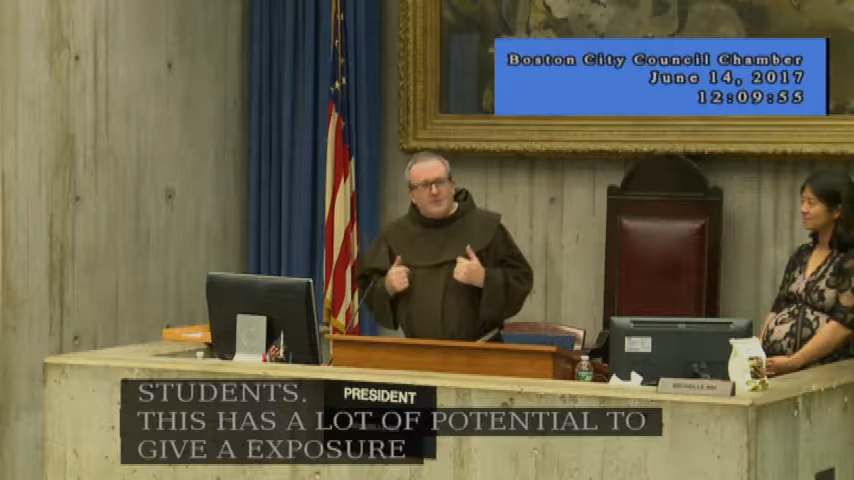 Boston City Council Chamber
June 14, 2017
12:09:55
STUDENTS.
PRESIDENT
THIS HAS A LOT OF POTENTIAL TO
GIVE A EXPOSURE